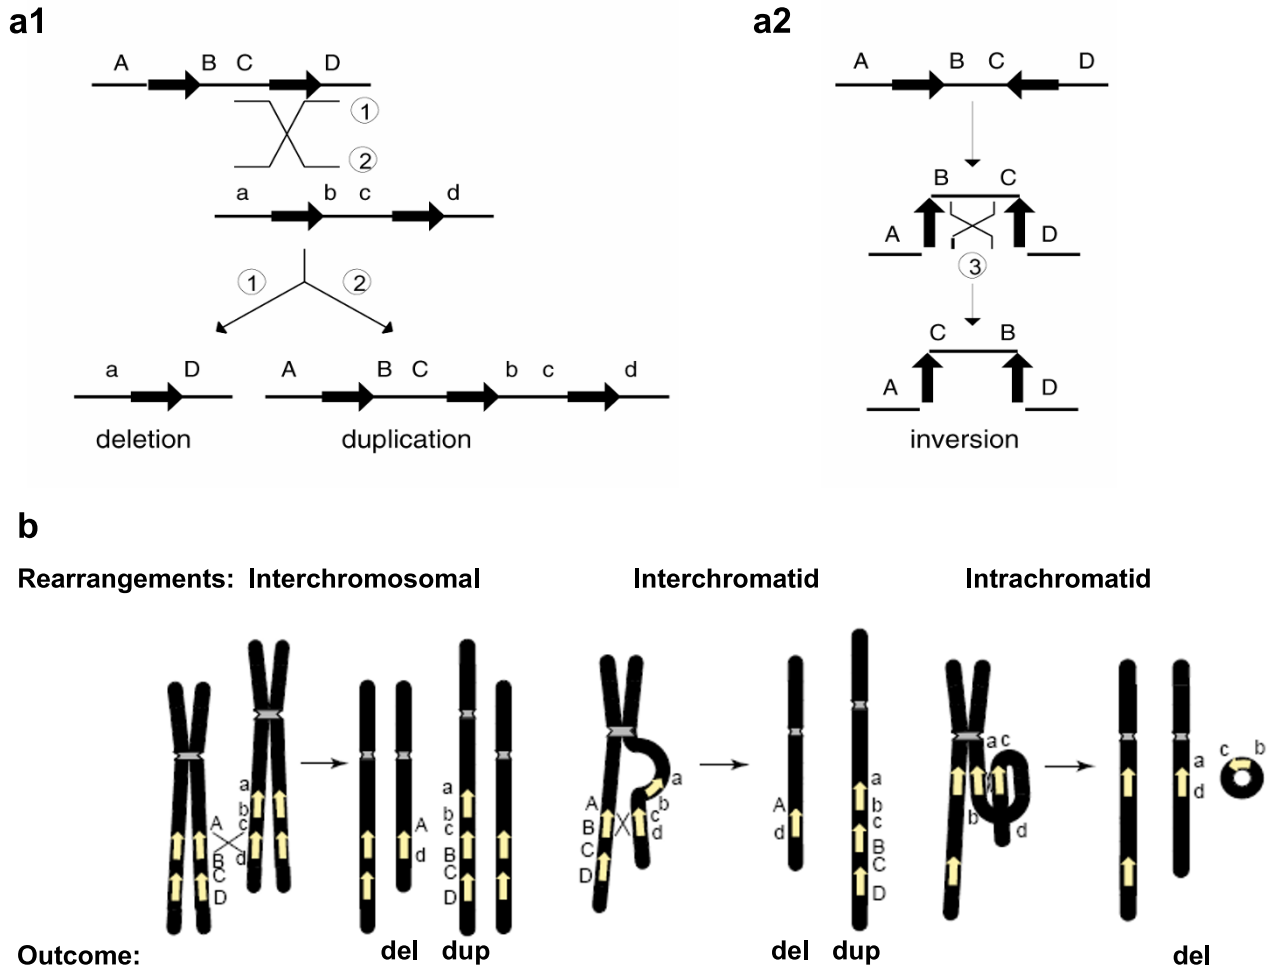 a1
A B C D
1
2
a b c d
1 2
a D
A B C b c d
deletion duplication
a2
A B C D
B C
A D
3
C B
A D
inversion
b
Rearrangements: Interchromosomal Interchromatid Intrachromatid
a
b
c
d
A
B
C
D
A
d
a
b
c
B
C
D
A
B
C
D
a
b
c
d
A
d
a
b
c
B
C
D
a c
b
d
a
d
c b
Outcome: del dup del dup del